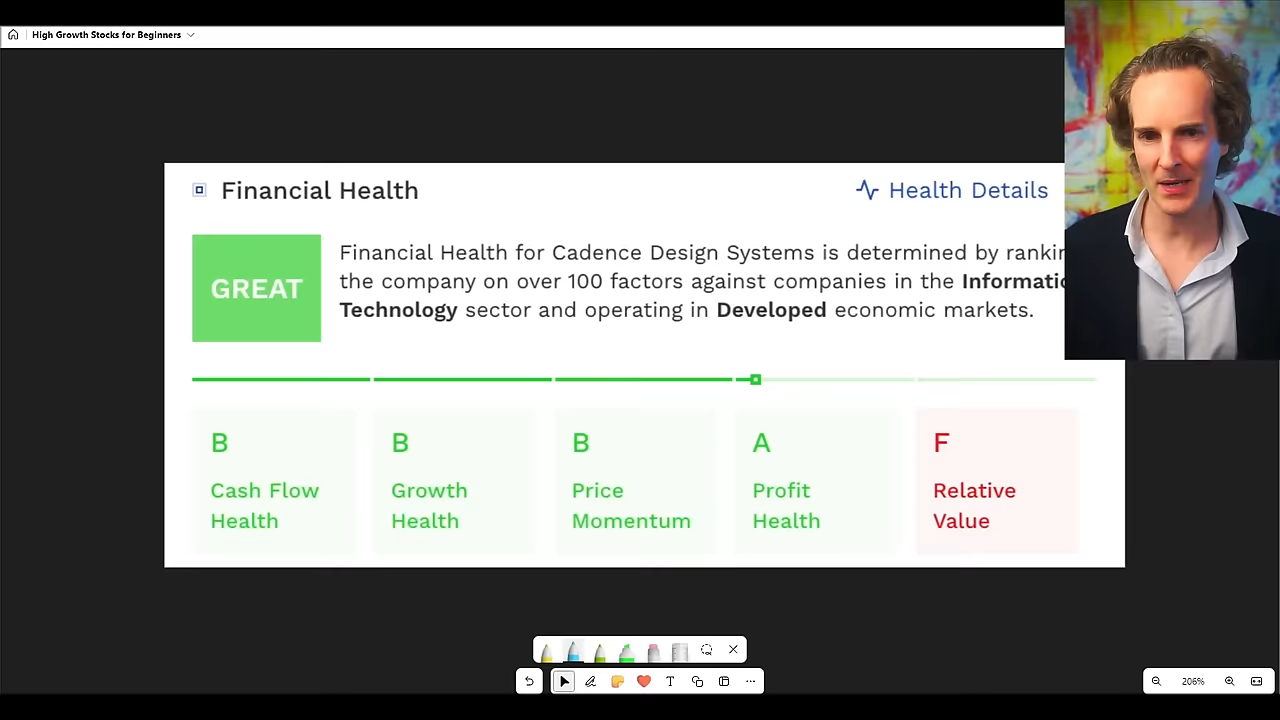 High Growth Stocks for Beginners
Financial Health
Health Details
GREAT
Financial Health for Cadence Design Systems is determined by rankin
the company on over 100 factors against companies in the Informatio
Technology sector and operating in Developed economic markets.
B
Cash Flow
Health
B
Growth
Health
B
Price
Momentum
A
Profit
Health
F
Relative
Value
T
206%